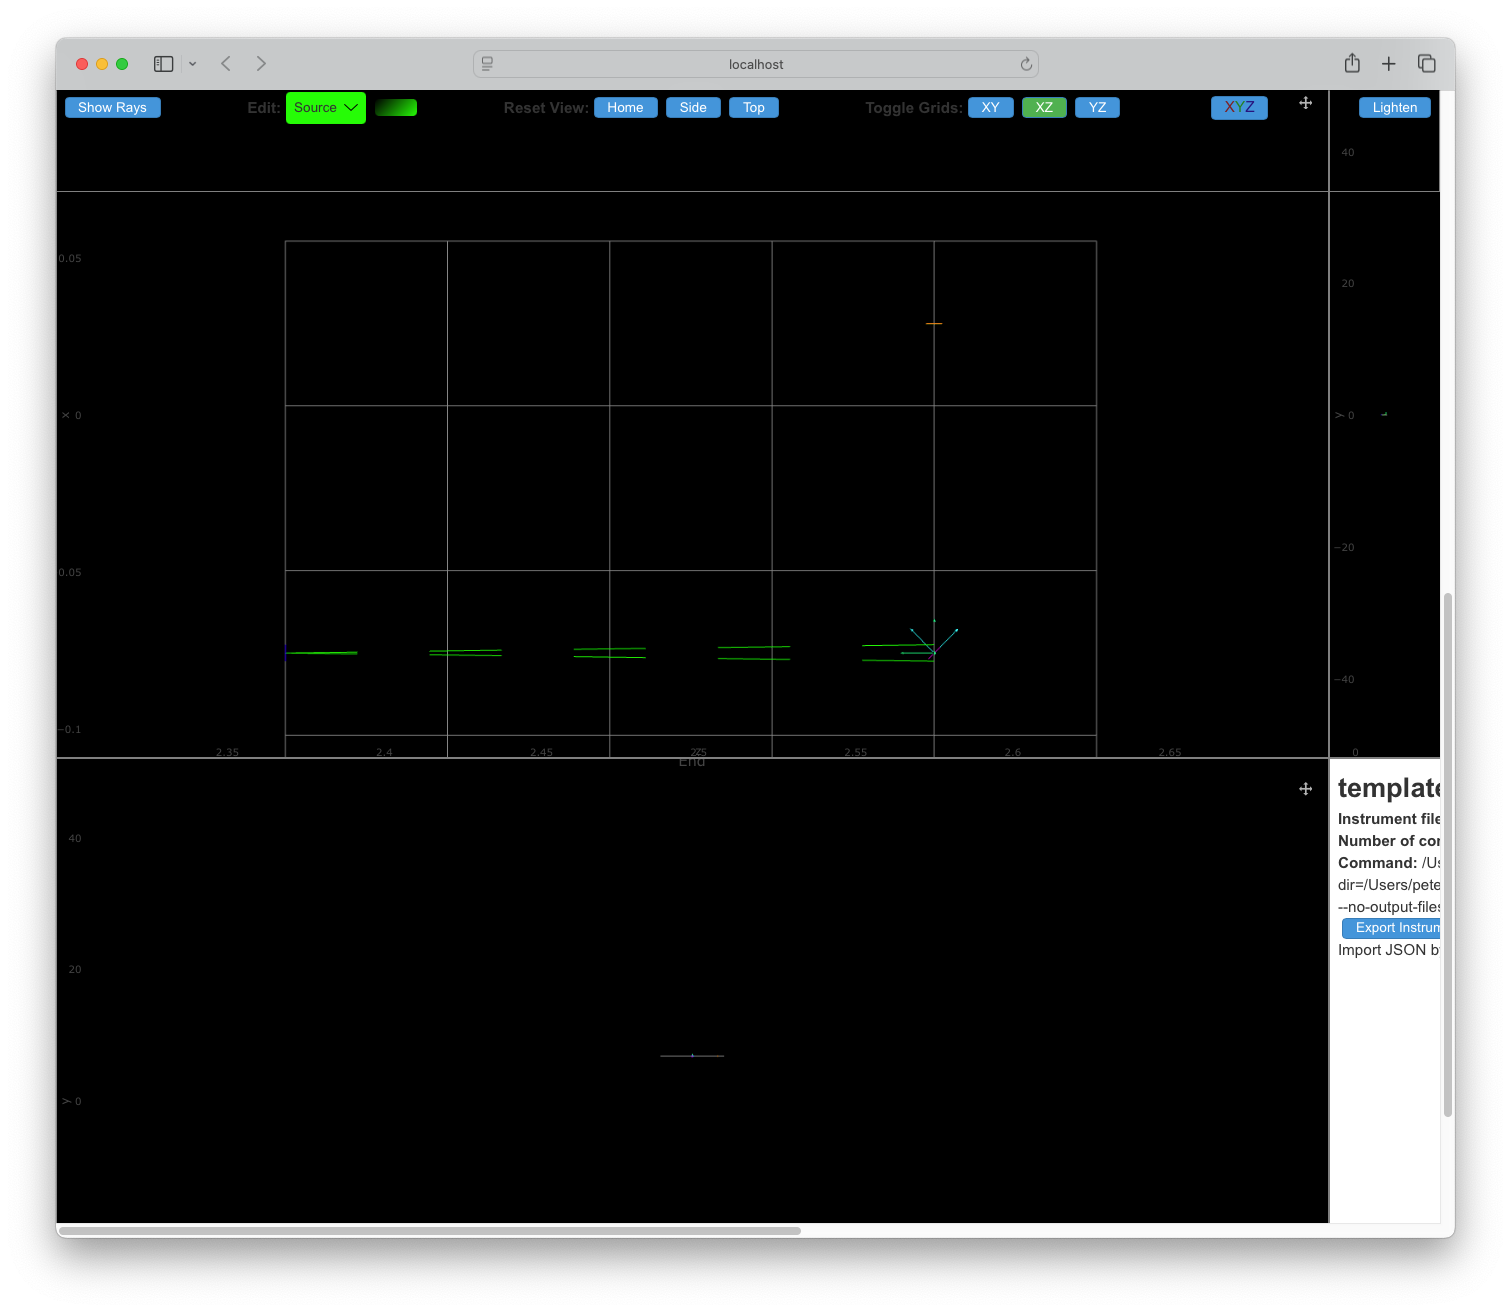 localhost
Show Rays
Edit: Source
Reset View: Home Side Top
Toggle Grids: XY XZ YZ
XYZ
Lighten
40
0.05
20
x 0
y 0
0.05
−20
−40
−0.1
2.35 2.4 2.45 2.5 2.55 2.6 2.65
0
End
template
Instrument file
Number of cor
Command: /Us
dir=/Users/pete
--no-output-files
Export Instrum
Import JSON b
40
20
y 0